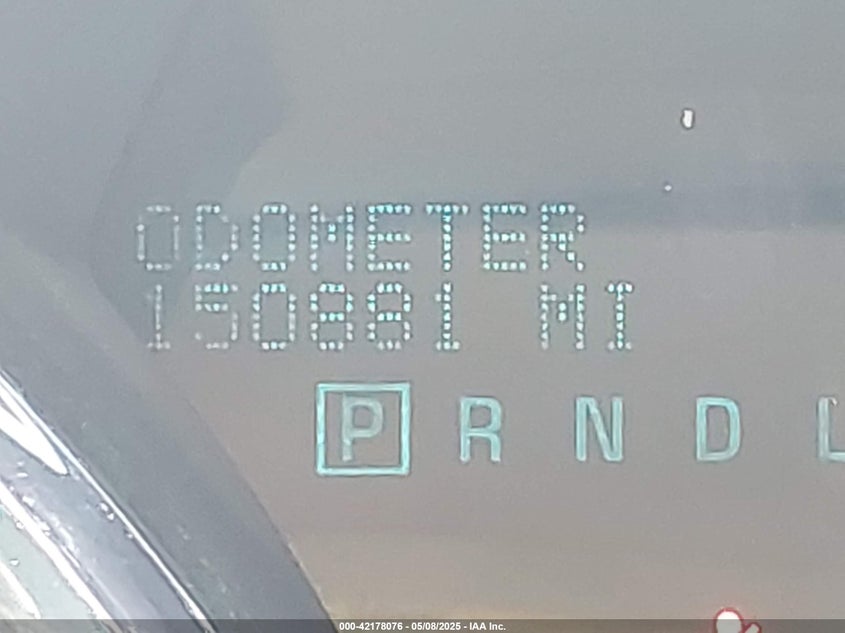 ODOMETER
150881 MI
P R N D L
000-42178076 - 05/08/2025 - IAA Inc.